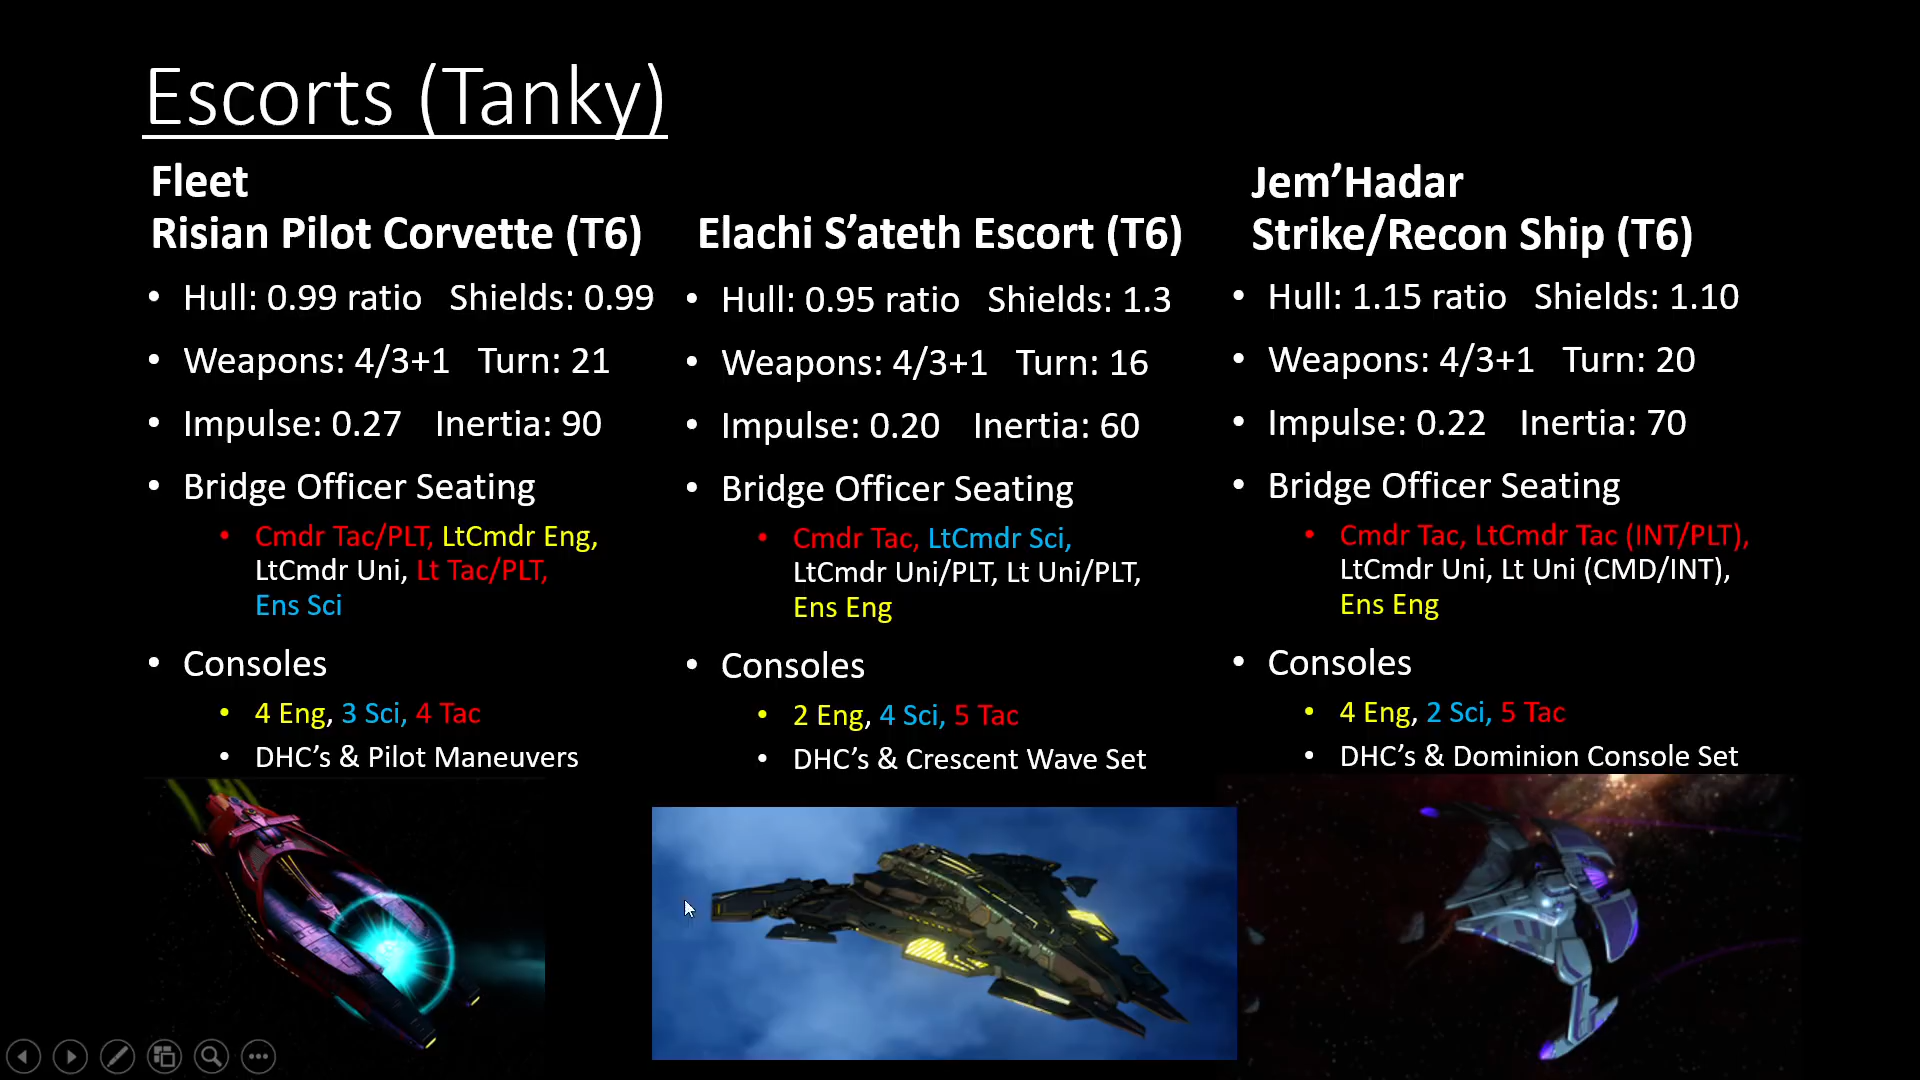 Escorts (Tanky)
Fleet
Risian Pilot Corvette (T6)
• Hull: 0.99 ratio Shields: 0.99
• Weapons: 4/3+1 Turn: 21
• Impulse: 0.27 Inertia: 90
• Bridge Officer Seating
• Cmdr Tac/PLT, LtCmdr Eng,
LtCmdr Uni, Lt Tac/PLT,
Ens Sci
• Consoles
• 4 Eng, 3 Sci, 4 Tac
• DHC's & Pilot Maneuvers
Elachi S’ateth Escort (T6)
• Hull: 0.95 ratio Shields: 1.3
• Weapons: 4/3+1 Turn: 16
• Impulse: 0.20 Inertia: 60
• Bridge Officer Seating
• Cmdr Tac, LtCmdr Sci,
LtCmdr Uni/PLT, Lt Uni/PLT,
Ens Eng
• Consoles
• 2 Eng, 4 Sci, 5 Tac
• DHC's & Crescent Wave Set
Jem’Hadar
Strike/Recon Ship (T6)
• Hull: 1.15 ratio Shields: 1.10
• Weapons: 4/3+1 Turn: 20
• Impulse: 0.22 Inertia: 70
• Bridge Officer Seating
• Cmdr Tac, LtCmdr Tac (INT/PLT),
LtCmdr Uni, Lt Uni (CMD/INT),
Ens Eng
• Consoles
• 4 Eng, 2 Sci, 5 Tac
• DHC's & Dominion Console Set